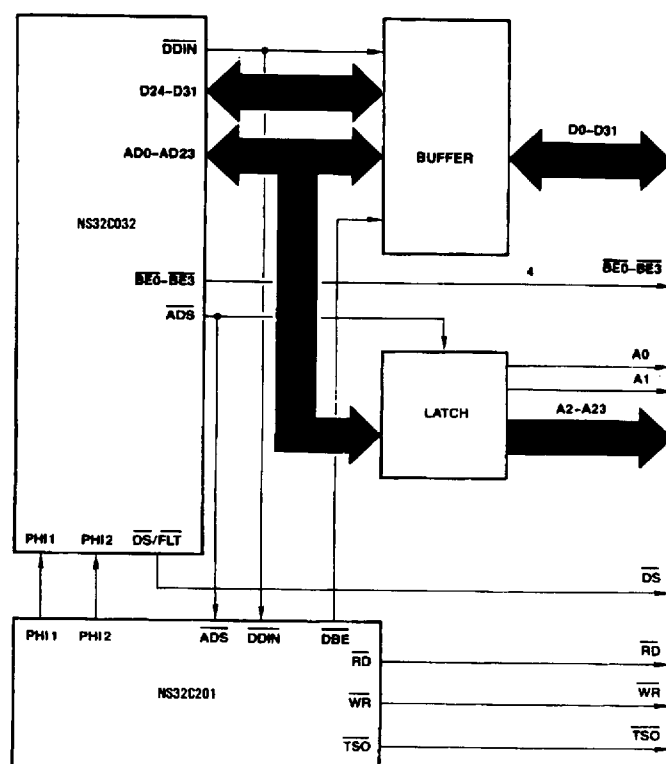 DDIN
D24-D31
AD0-AD23
BUFFER
D0-D31
NS32C032
BE0-BE3
4
BE0-BE3
ADS
A0
A1
LATCH
A2-A23
PHI1
PHI2
DS/FLT
DS
PHI1
PHI2
ADS
DDIN
DBE
RD
RD
NS32C201
WR
WR
TSO
TSO